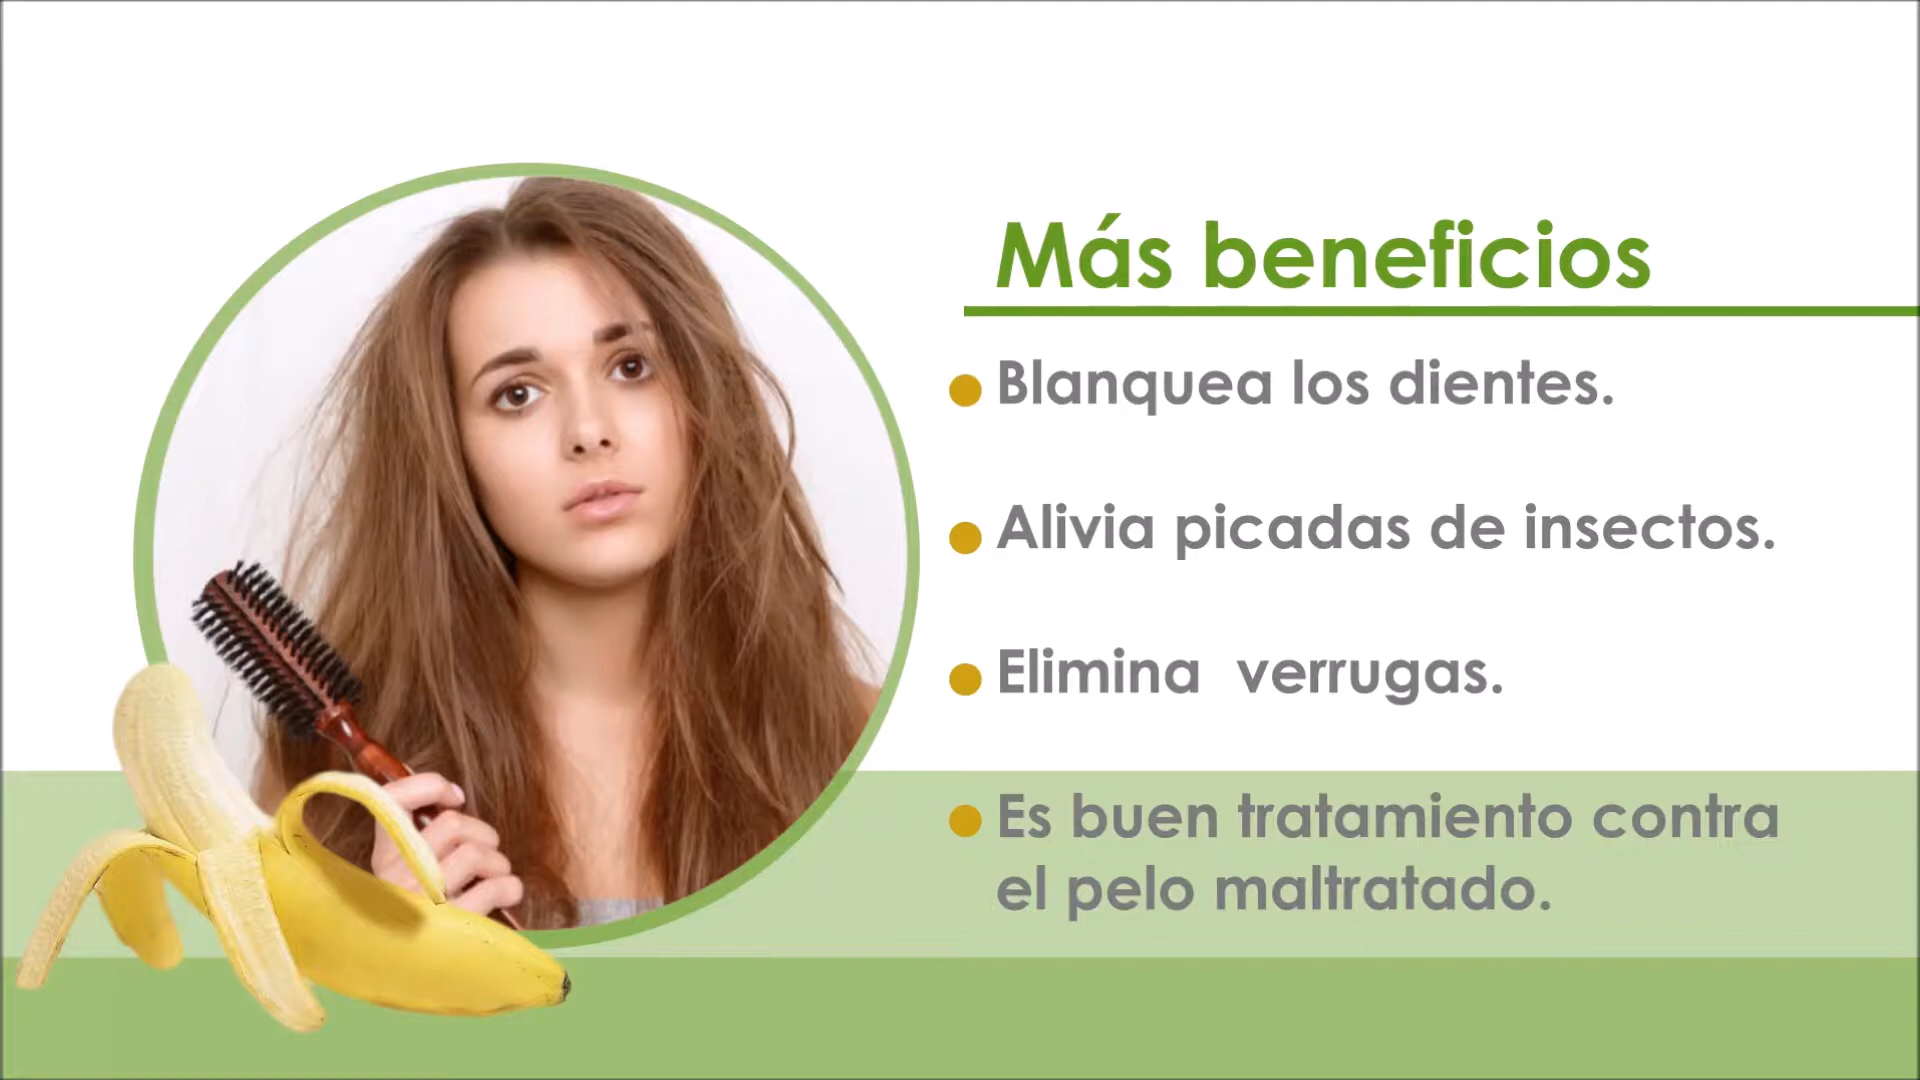 Más beneficios
Blanquea los dientes.
Alivia picadas de insectos.
Elimina  verrugas.
Es buen tratamiento contra
el pelo maltratado.